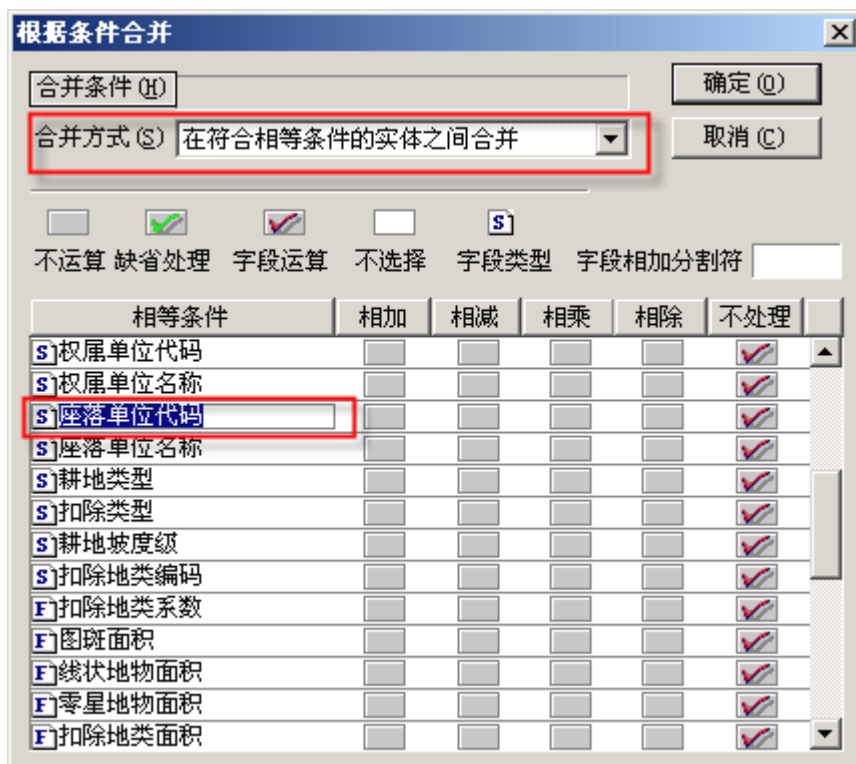 根据条件合并
合并条件(H)
确定(O)
合并方式(S) 在符合相等条件的实体之间合并
取消(C)
S
不运算 缺省处理 字段运算 不选择 字段类型 字段相加分割符
相等条件 相加 相减 相乘 相除 不处理
S 权属单位代码
S 权属单位名称
S 座落单位代码
S 座落单位名称
S 耕地类型
S 扣除类型
S 耕地坡度级
S 扣除地类编码
F 扣除地类系数
F 图斑面积
F 线状地物面积
F 零星地物面积
F 扣除地类面积